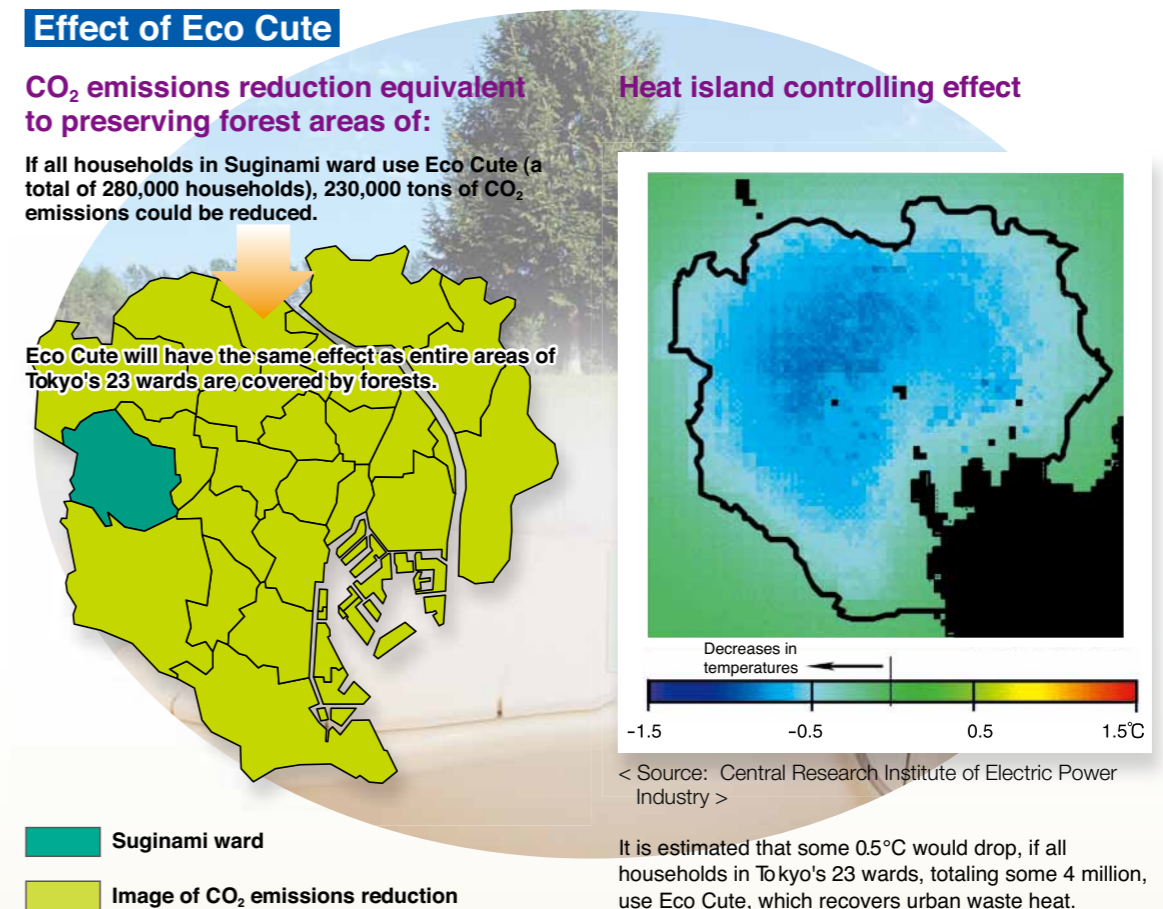 Effect of Eco Cute
CO₂ emissions reduction equivalent
to preserving forest areas of:
If all households in Suginami ward use Eco Cute (a
total of 280,000 households), 230,000 tons of CO₂
emissions could be reduced.
Eco Cute will have the same effect as entire areas of
Tokyo's 23 wards are covered by forests.
Suginami ward
Image of CO₂ emissions reduction
Heat island controlling effect
Decreases in
temperatures
−1.5 −0.5 0.5 1.5℃
< Source: Central Research Institute of Electric Power
Industry >
It is estimated that some 0.5°C would drop, if all
households in Tokyo's 23 wards, totaling some 4 million,
use Eco Cute, which recovers urban waste heat.